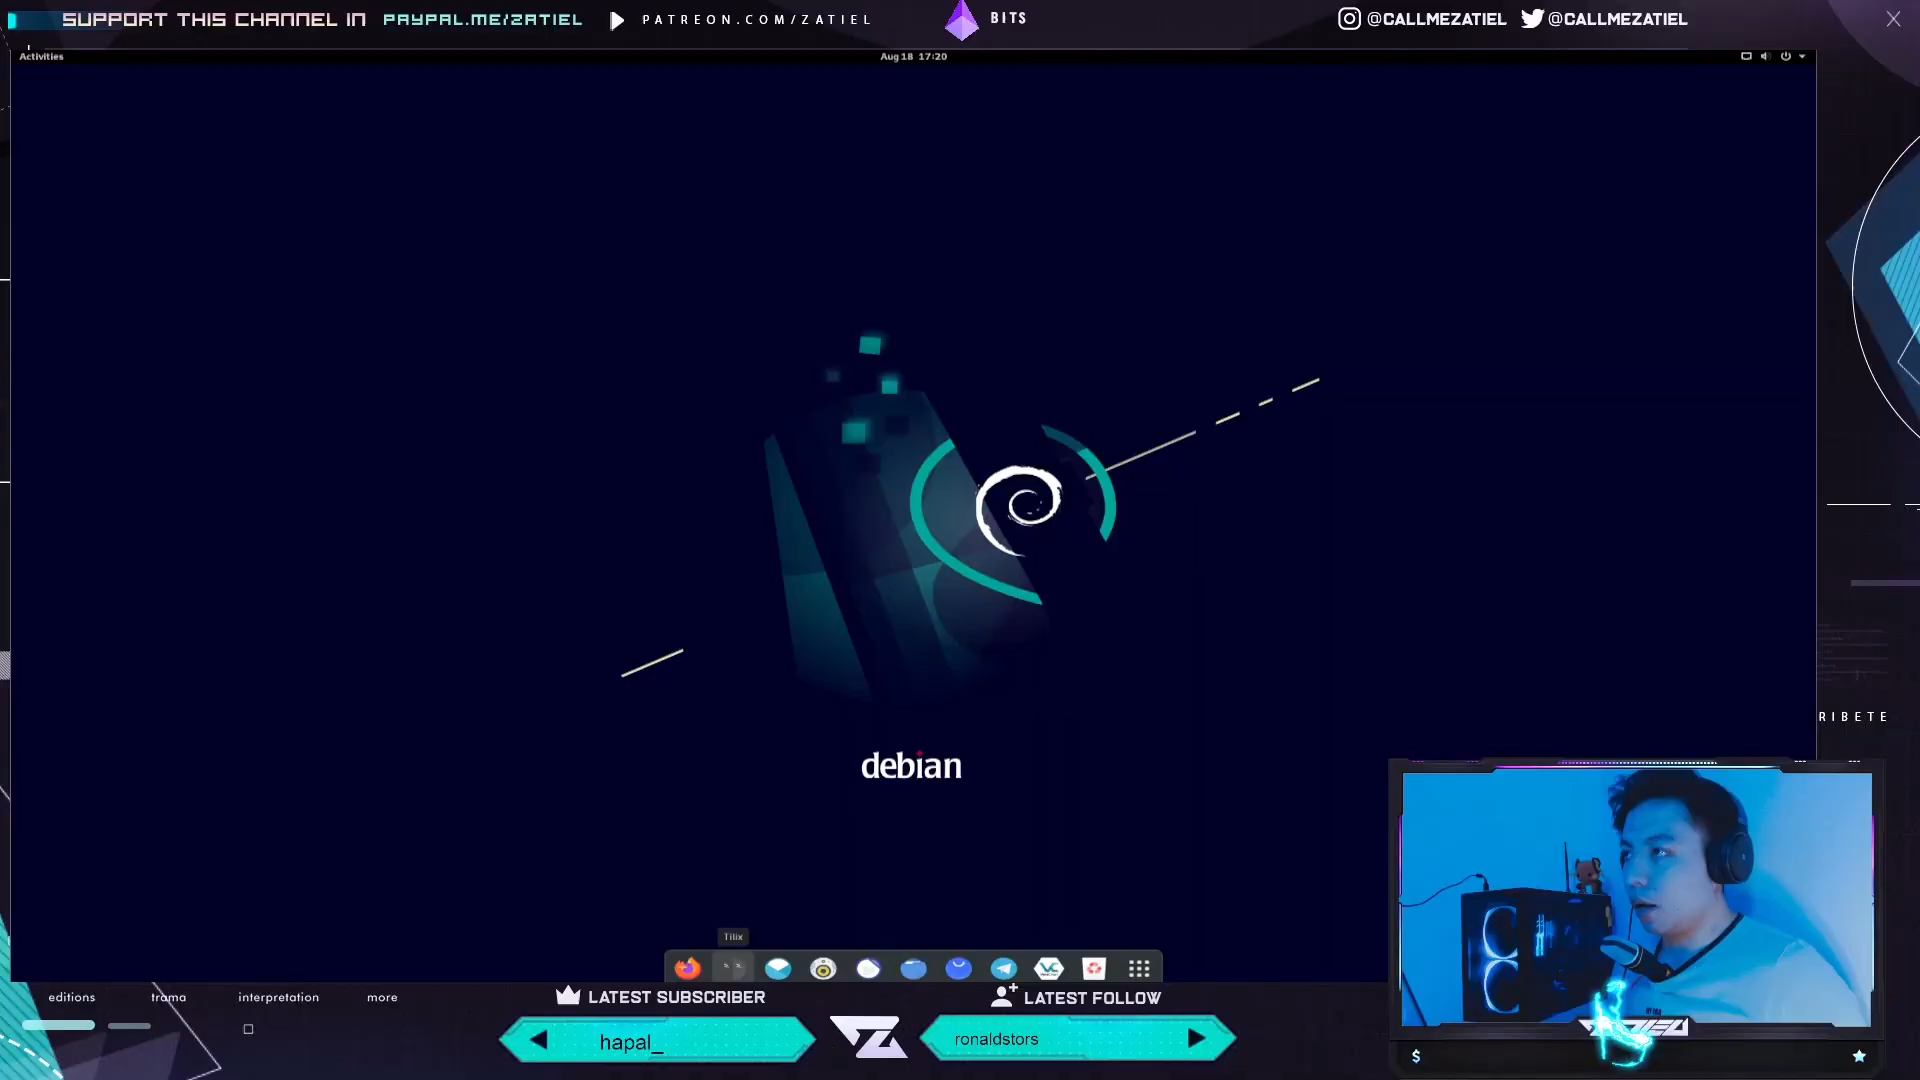 SUPPORT THIS CHANNEL IN PAYPAL.ME/ZATIEL PATREON.COM/ZATIEL BITS @CALLMEZATIEL @CALLMEZATIEL
Activities Aug 18 17:20
RIBETE
debian
Tilix
editions trama interpretation more
LATEST SUBSCRIBER LATEST FOLLOW
hapal_ ronaldstors
$